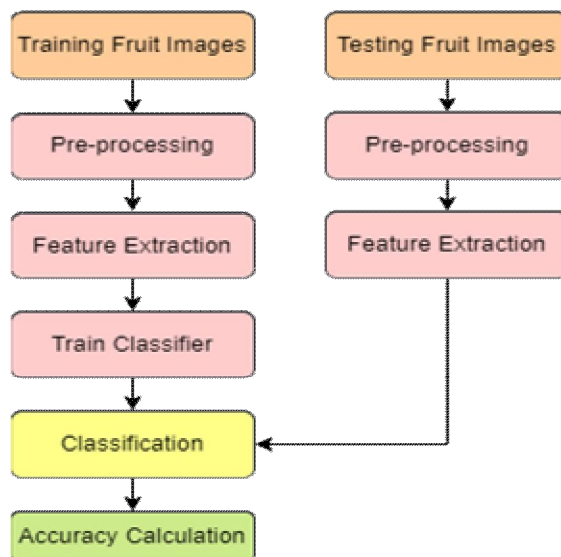 Training Fruit Images
Testing Fruit Images
Pre-processing
Pre-processing
Feature Extraction
Feature Extraction
Train Classifier
Classification
Accuracy Calculation